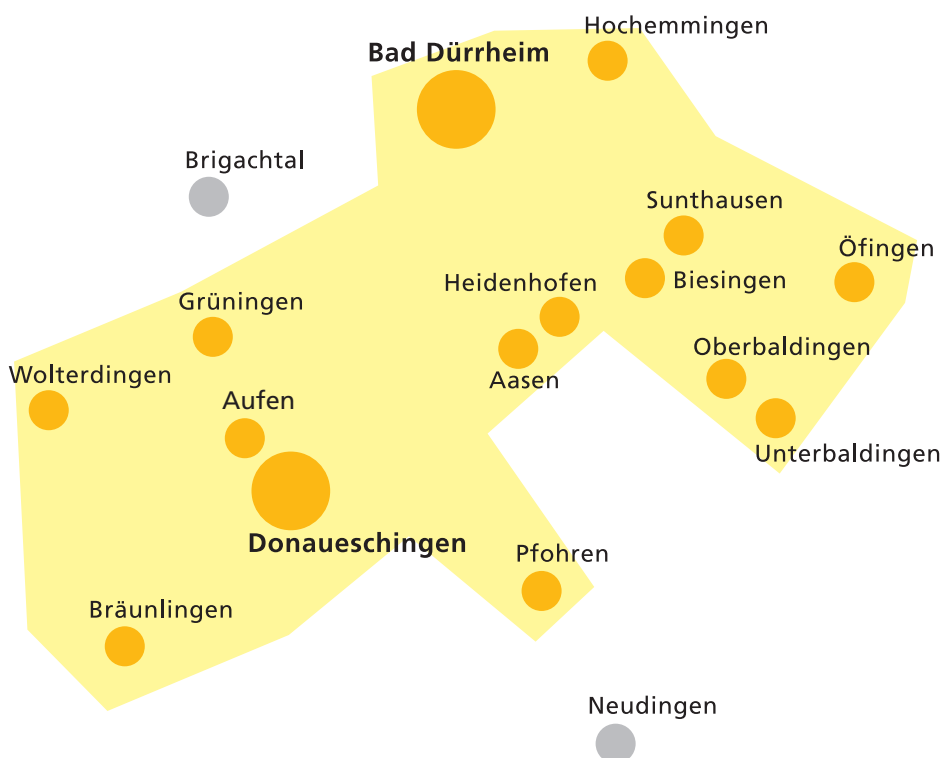 Hochemmingen
Bad Dürrheim
Brigachtal
Sunthausen
Öfingen
Heidenhofen
Biesingen
Grüningen
Oberbaldingen
Wolterdingen
Aasen
Aufen
Unterbaldingen
Donaueschingen
Pfohren
Bräunlingen
Neudingen